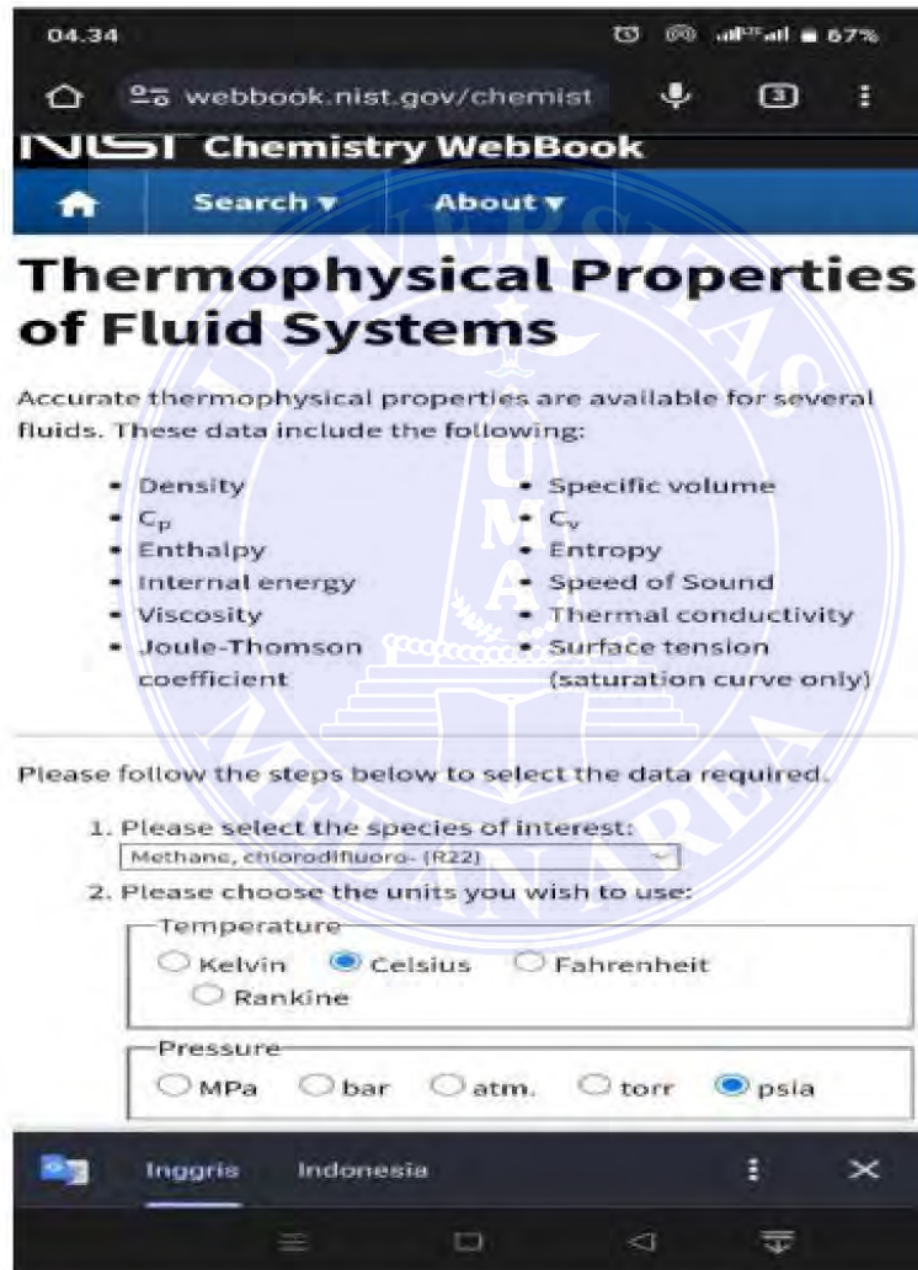 04.34
67%
webbook.nist.gov/chemist
3
NIST Chemistry WebBook
Search ▼
About ▼
Thermophysical Properties
of Fluid Systems
Accurate thermophysical properties are available for several
fluids. These data include the following:
• Density
• Specific volume
• Cp
• Cv
• Enthalpy
• Entropy
• Internal energy
• Speed of Sound
• Viscosity
• Thermal conductivity
• Joule-Thomson
coefficient
• Surface tension
(saturation curve only)
Please follow the steps below to select the data required.
1. Please select the species of interest:
Methane, chlorodifluoro- (R22)
2. Please choose the units you wish to use:
Temperature
Kelvin
Celsius
Fahrenheit
Rankine
Pressure
MPa
bar
atm.
torr
psia
Inggris
Indonesia
UNIVERSITAS
MEDAN AREA
UMA